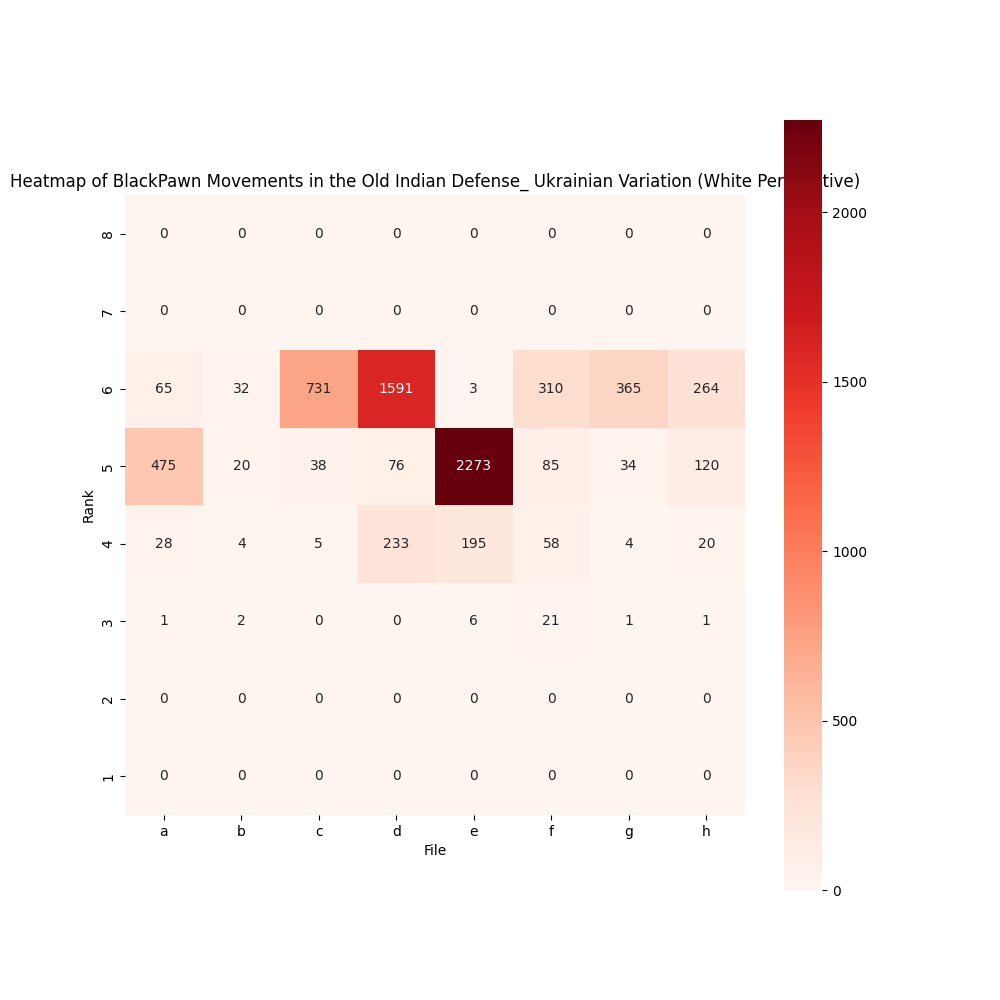 Heatmap of BlackPawn Movements in the Old Indian Defense_ Ukrainian Variation (White Perspective)
8 0 0 0 0 0 0 0 0
7 0 0 0 0 0 0 0 0
6 65 32 731 1591 3 310 365 264
5 475 20 38 76 2273 85 34 120
4 28 4 5 233 195 58 4 20
3 1 2 0 0 6 21 1 1
2 0 0 0 0 0 0 0 0
1 0 0 0 0 0 0 0 0
a b c d e f g h
File
Rank
2000
1500
1000
500
0